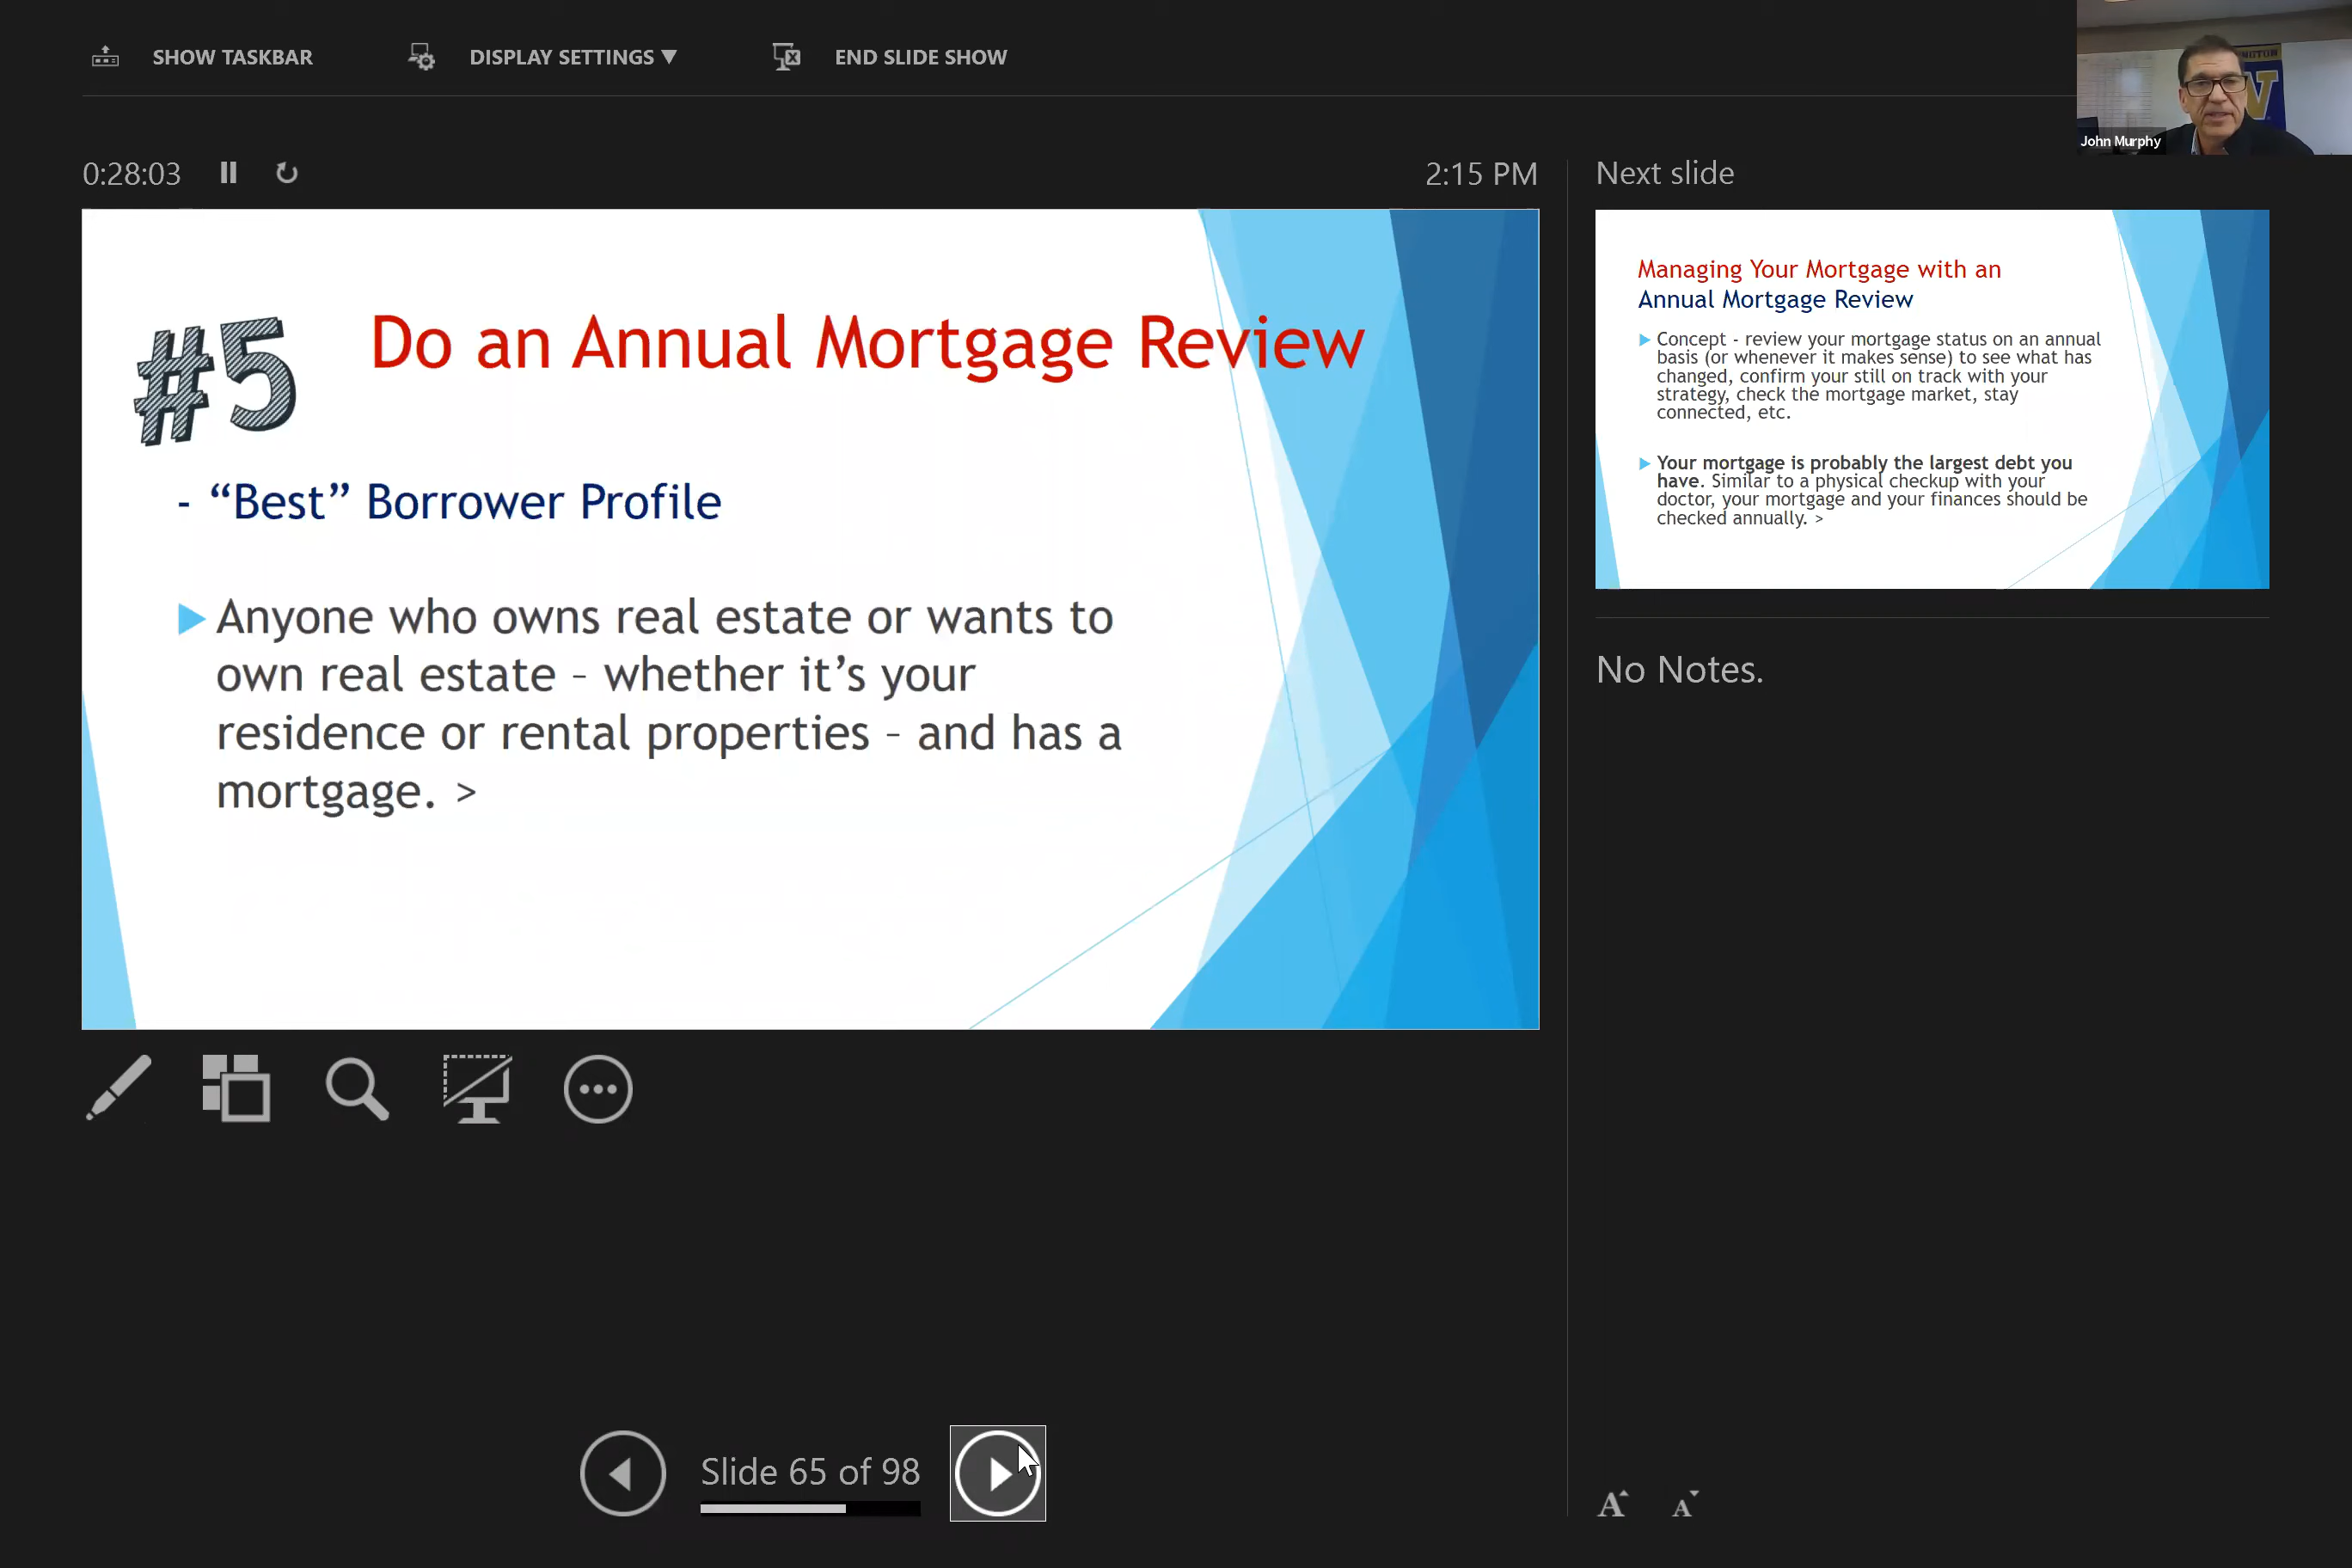 SHOW TASKBAR
DISPLAY SETTINGS ▼
END SLIDE SHOW
John Murphy
0:28:03
2:15 PM
#5
Do an Annual Mortgage Review
- “Best” Borrower Profile
Anyone who owns real estate or wants to
own real estate – whether it’s your
residence or rental properties – and has a
mortgage. >
Next slide
Managing Your Mortgage with an
Annual Mortgage Review
Concept - review your mortgage status on an annual
basis (or whenever it makes sense) to see what has
changed, confirm your still on track with your
strategy, check the mortgage market, stay
connected, etc.
Your mortgage is probably the largest debt you
have. Similar to a physical checkup with your
doctor, your mortgage and your finances should be
checked annually. >
No Notes.
Slide 65 of 98
A A